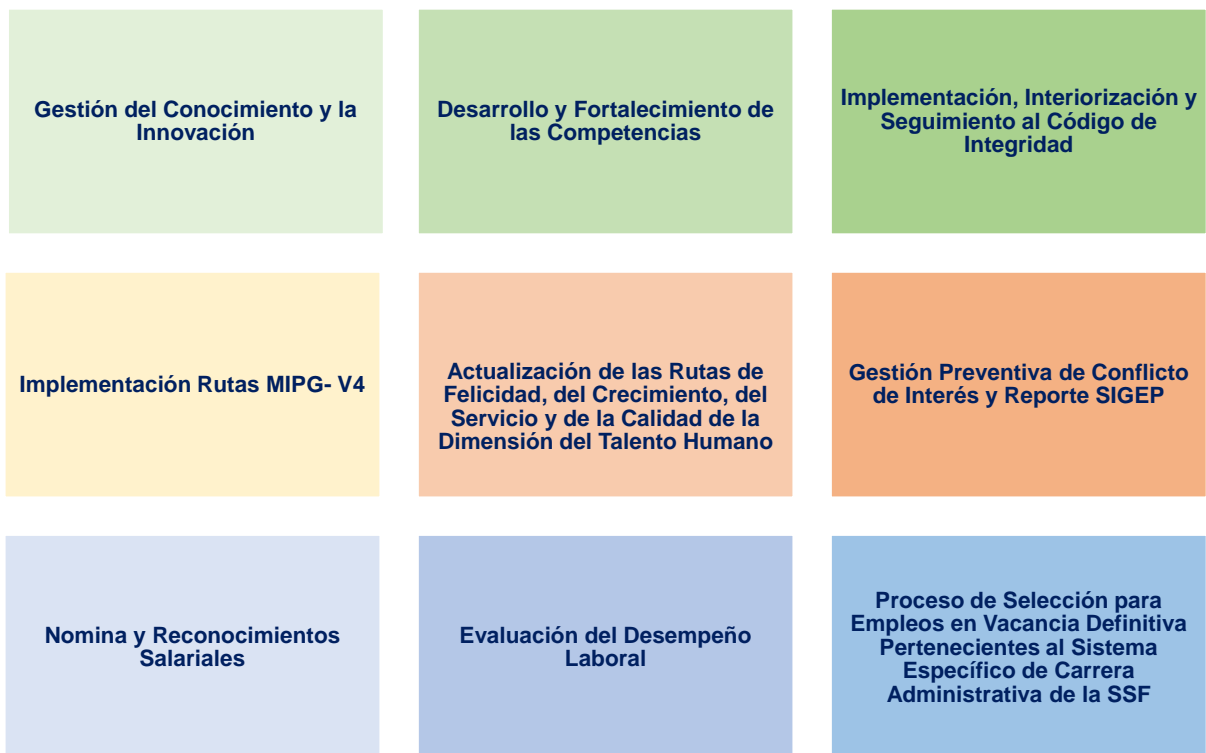 Gestión del Conocimiento y la
Innovación
Desarrollo y Fortalecimiento de
las Competencias
Implementación, Interiorización y
Seguimiento al Código de
Integridad
Implementación Rutas MIPG- V4
Actualización de las Rutas de
Felicidad, del Crecimiento, del
Servicio y de la Calidad de la
Dimensión del Talento Humano
Gestión Preventiva de Conflicto
de Interés y Reporte SIGEP
Nomina y Reconocimientos
Salariales
Evaluación del Desempeño
Laboral
Proceso de Selección para
Empleos en Vacancia Definitiva
Pertenecientes al Sistema
Específico de Carrera
Administrativa de la SSF